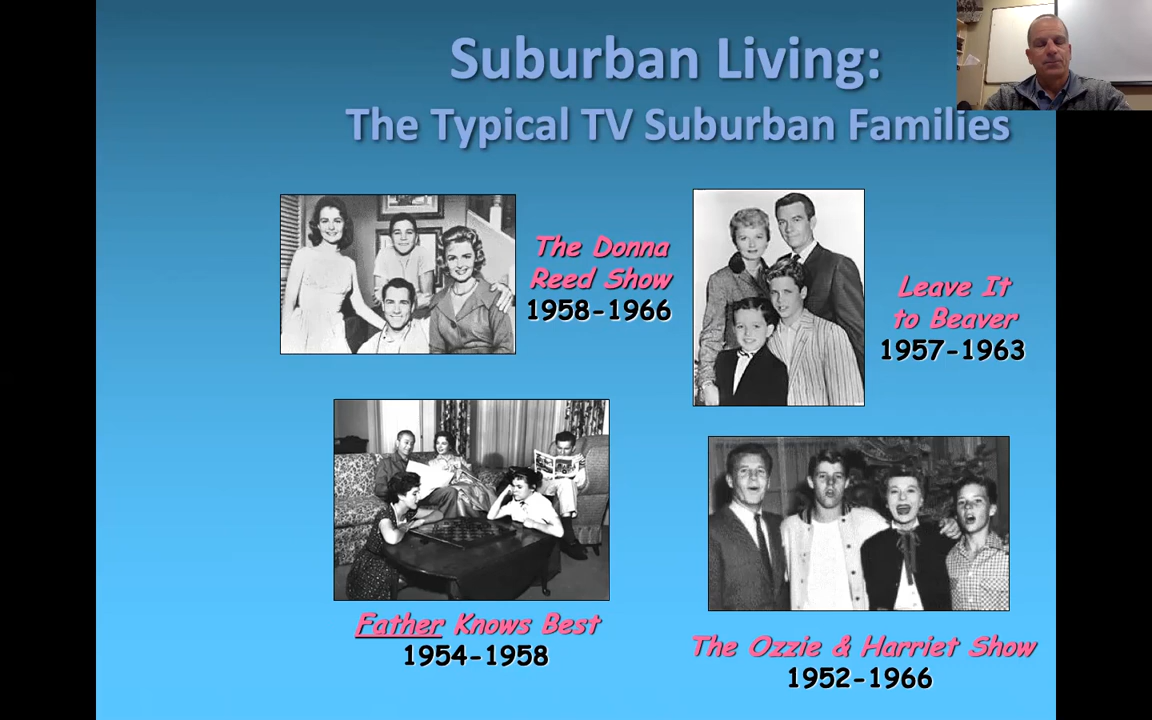 Suburban Living:
The Typical TV Suburban Families
The Donna
Reed Show
1958-1966
Leave It
to Beaver
1957-1963
Father Knows Best
1954-1958
The Ozzie & Harriet Show
1952-1966